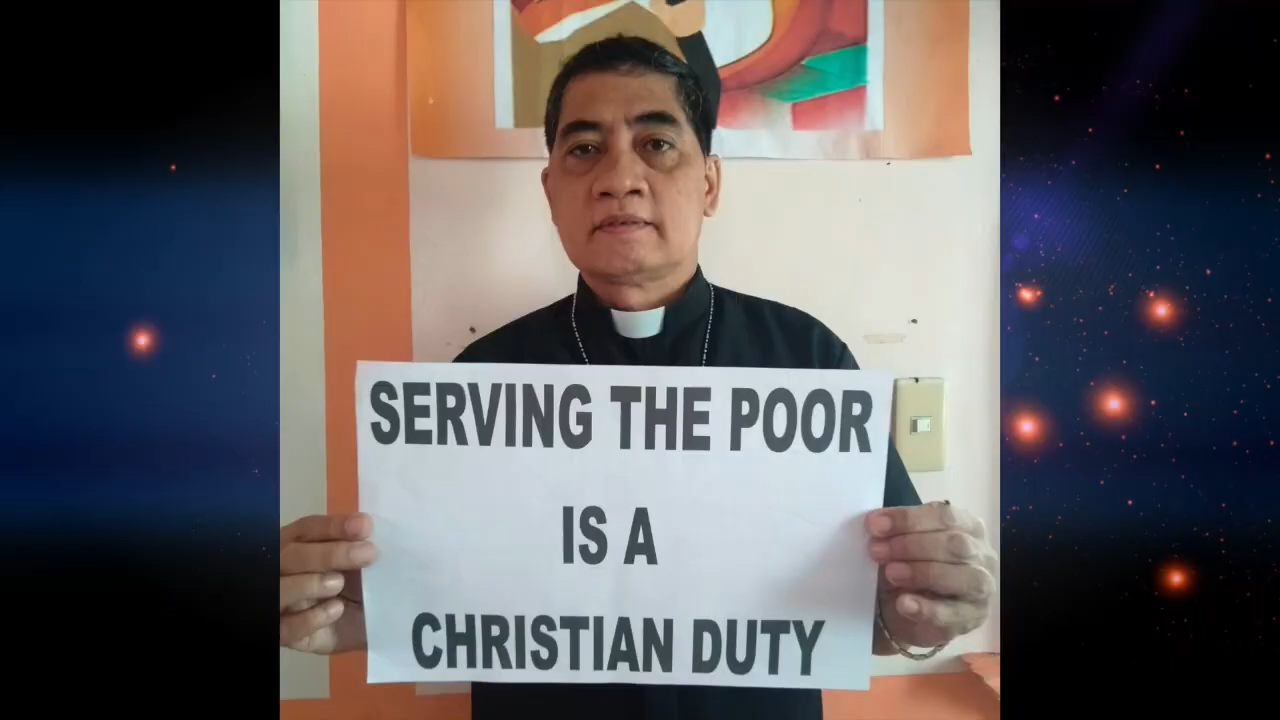 SERVING THE POOR
IS A
CHRISTIAN DUTY